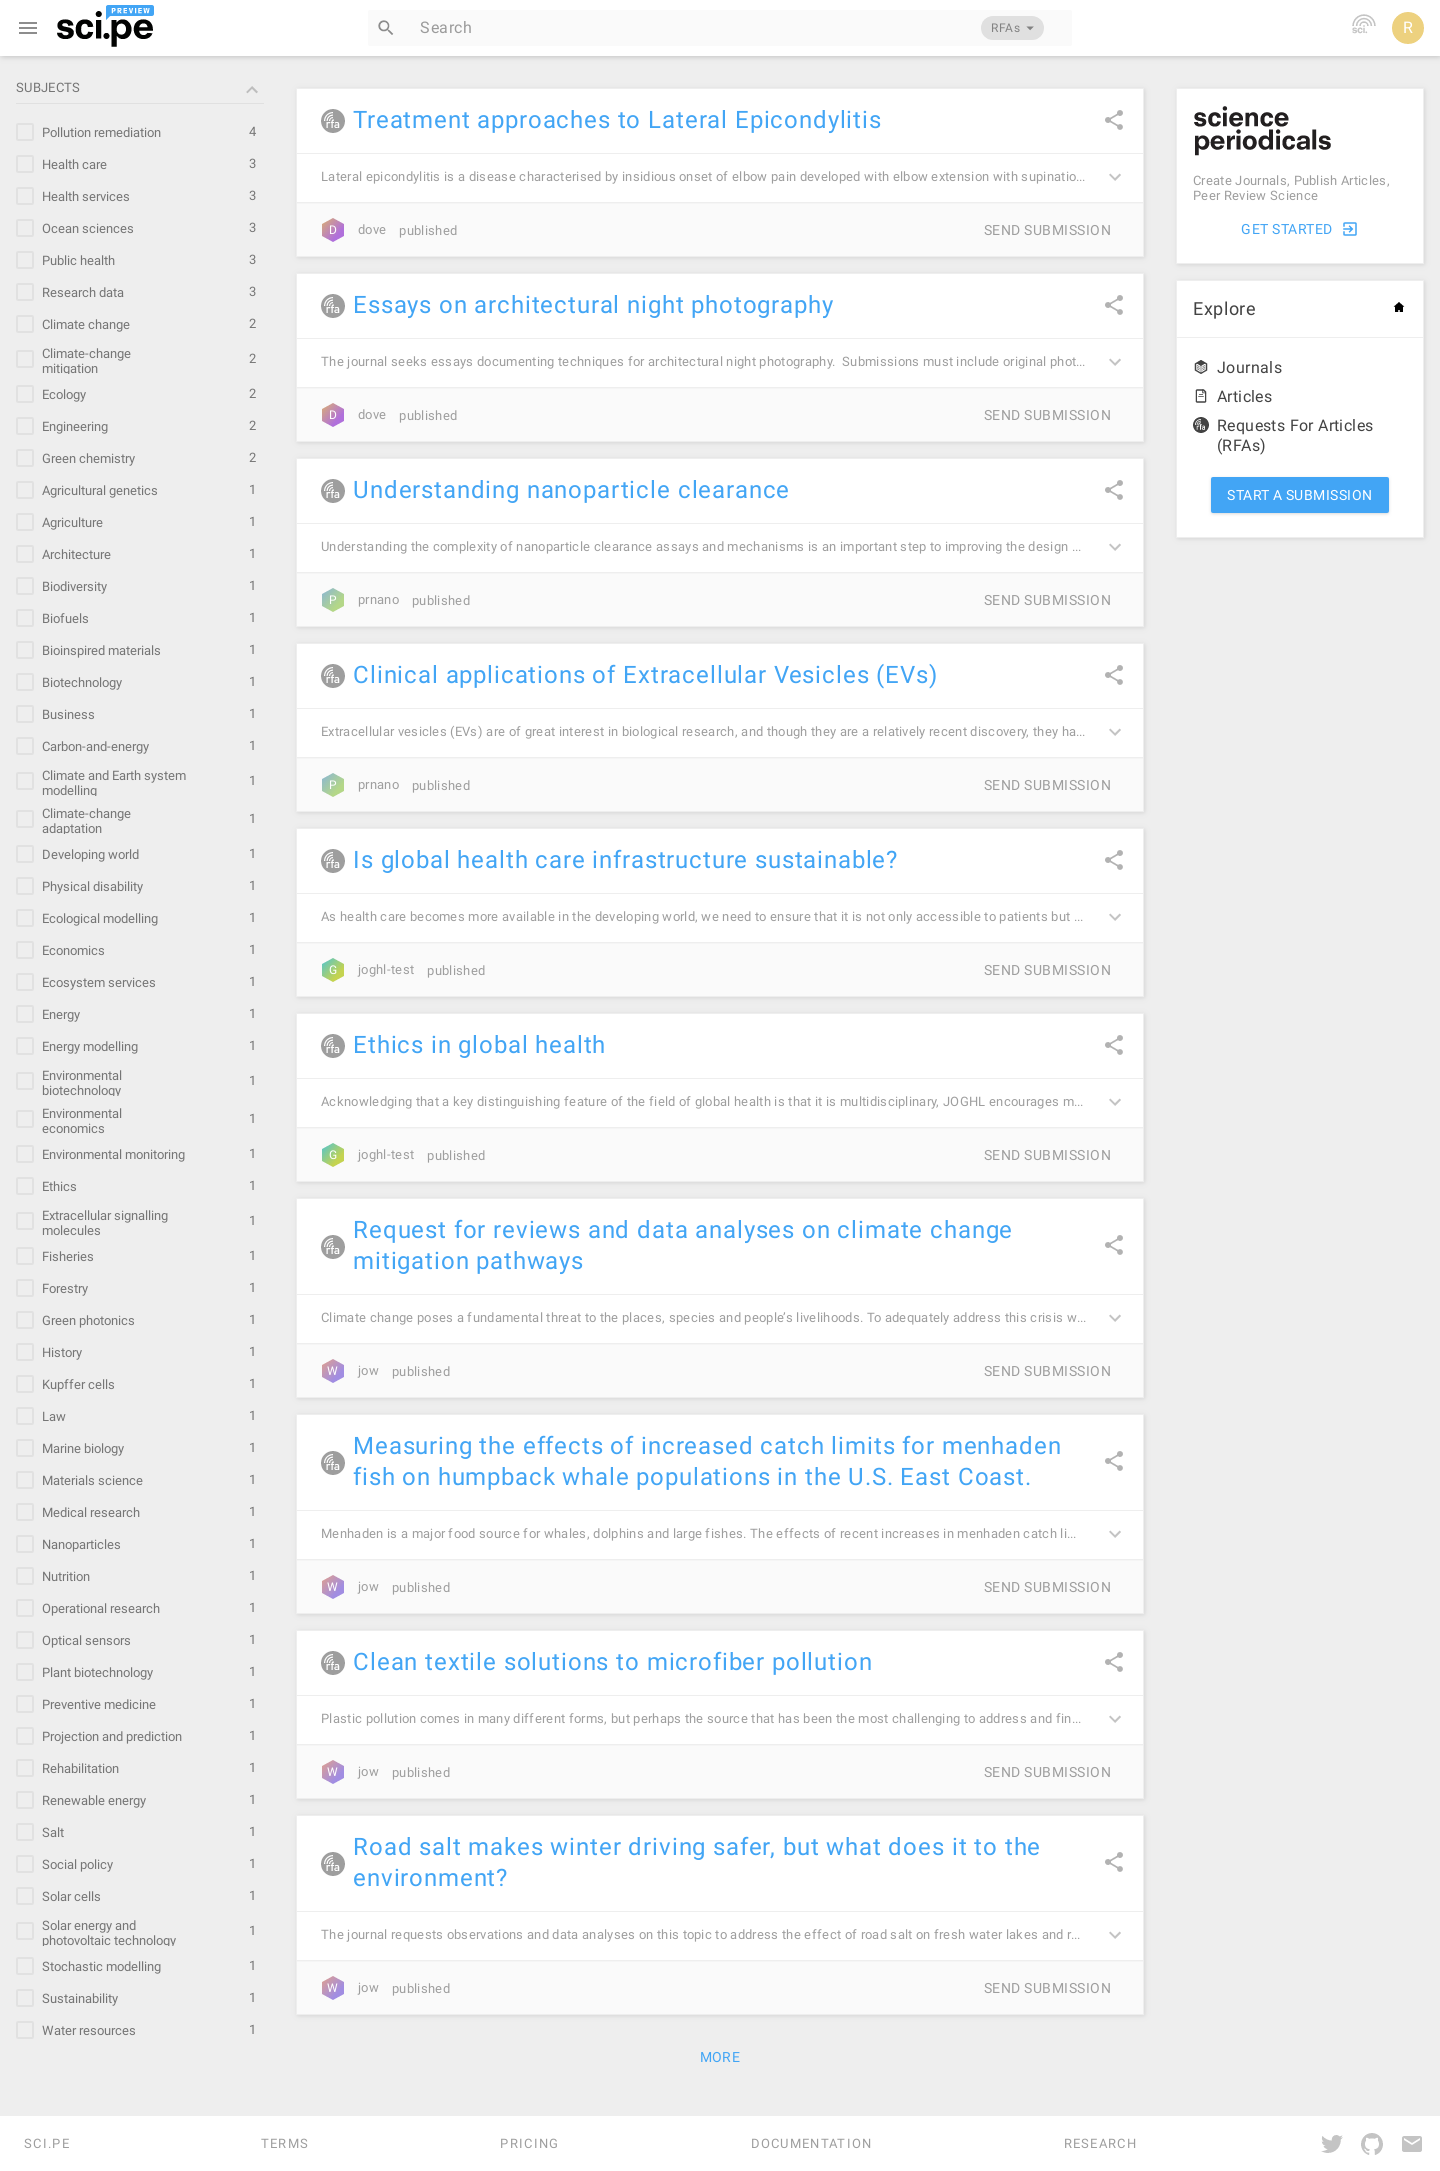 sci.pe
PREVIEW
Search
RFAs
sci.
R
SUBJECTS
Pollution remediation 4
Health care 3
Health services 3
Ocean sciences 3
Public health 3
Research data 3
Climate change 2
Climate-change
mitigation 2
Ecology 2
Engineering 2
Green chemistry 2
Agricultural genetics 1
Agriculture 1
Architecture 1
Biodiversity 1
Biofuels 1
Bioinspired materials 1
Biotechnology 1
Business 1
Carbon-and-energy 1
Climate and Earth system
modelling 1
Climate-change
adaptation 1
Developing world 1
Physical disability 1
Ecological modelling 1
Economics 1
Ecosystem services 1
Energy 1
Energy modelling 1
Environmental
biotechnology 1
Environmental
economics 1
Environmental monitoring 1
Ethics 1
Extracellular signalling
molecules 1
Fisheries 1
Forestry 1
Green photonics 1
History 1
Kupffer cells 1
Law 1
Marine biology 1
Materials science 1
Medical research 1
Nanoparticles 1
Nutrition 1
Operational research 1
Optical sensors 1
Plant biotechnology 1
Preventive medicine 1
Projection and prediction 1
Rehabilitation 1
Renewable energy 1
Salt 1
Social policy 1
Solar cells 1
Solar energy and
photovoltaic technology 1
Stochastic modelling 1
Sustainability 1
Water resources 1
rfa Treatment approaches to Lateral Epicondylitis
Lateral epicondylitis is a disease characterised by insidious onset of elbow pain developed with elbow extension with supinatio...
D dove published SEND SUBMISSION
rfa Essays on architectural night photography
The journal seeks essays documenting techniques for architectural night photography. Submissions must include original phot...
D dove published SEND SUBMISSION
rfa Understanding nanoparticle clearance
Understanding the complexity of nanoparticle clearance assays and mechanisms is an important step to improving the design ...
P prnano published SEND SUBMISSION
rfa Clinical applications of Extracellular Vesicles (EVs)
Extracellular vesicles (EVs) are of great interest in biological research, and though they are a relatively recent discovery, they ha...
P prnano published SEND SUBMISSION
rfa Is global health care infrastructure sustainable?
As health care becomes more available in the developing world, we need to ensure that it is not only accessible to patients but ...
G joghl-test published SEND SUBMISSION
rfa Ethics in global health
Acknowledging that a key distinguishing feature of the field of global health is that it is multidisciplinary, JOGHL encourages m...
G joghl-test published SEND SUBMISSION
rfa Request for reviews and data analyses on climate change
mitigation pathways
Climate change poses a fundamental threat to the places, species and people’s livelihoods. To adequately address this crisis w...
W jow published SEND SUBMISSION
rfa Measuring the effects of increased catch limits for menhaden
fish on humpback whale populations in the U.S. East Coast.
Menhaden is a major food source for whales, dolphins and large fishes. The effects of recent increases in menhaden catch li...
W jow published SEND SUBMISSION
rfa Clean textile solutions to microfiber pollution
Plastic pollution comes in many different forms, but perhaps the source that has been the most challenging to address and fin...
W jow published SEND SUBMISSION
rfa Road salt makes winter driving safer, but what does it to the
environment?
The journal requests observations and data analyses on this topic to address the effect of road salt on fresh water lakes and r...
W jow published SEND SUBMISSION
MORE
science
periodicals
Create Journals, Publish Articles,
Peer Review Science
GET STARTED
Explore
Journals
Articles
rfa Requests For Articles
(RFAs)
START A SUBMISSION
SCI.PE TERMS PRICING DOCUMENTATION RESEARCH